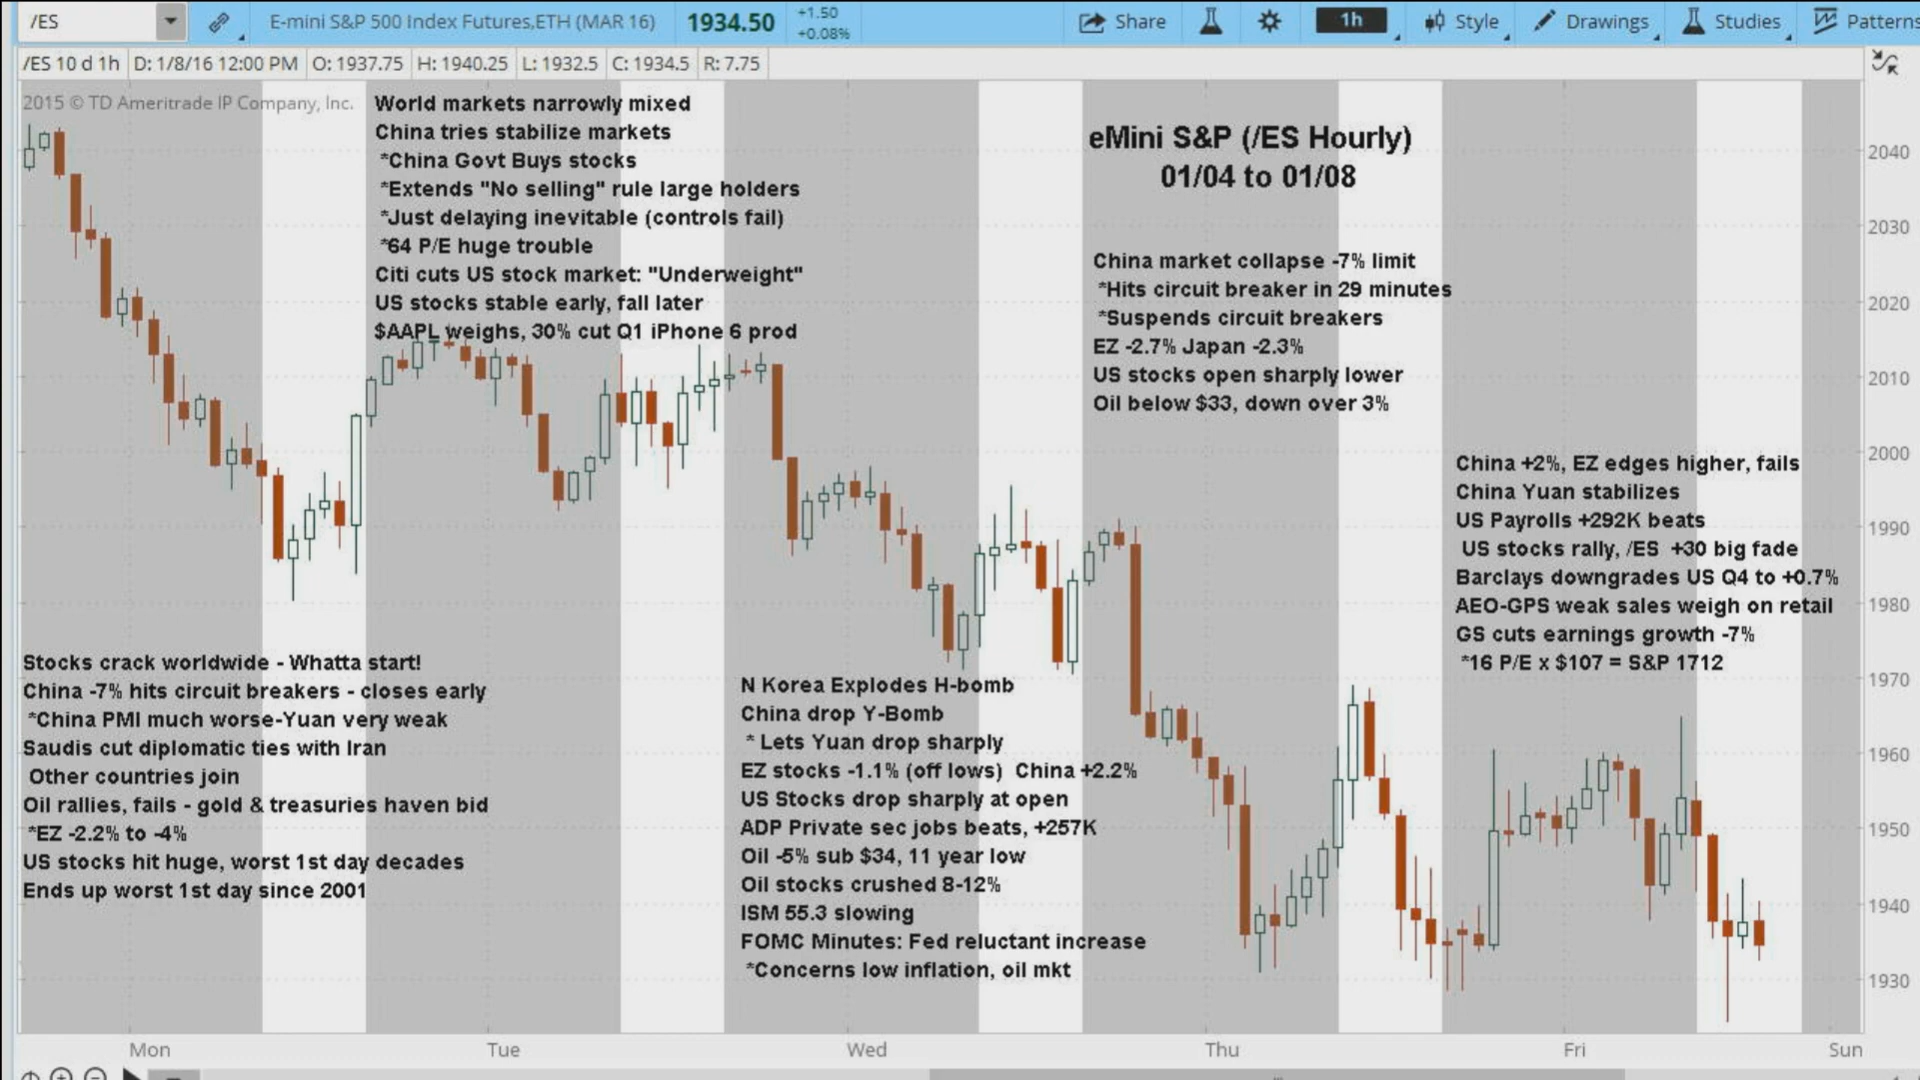 /ES
E-mini S&P 500 Index Futures,ETH (MAR 16)
1934.50
+1.50
+0.08%
Share
1h
Style
Drawings
Studies
Patterns
/ES 10 d 1h
D: 1/8/16 12:00 PM
O: 1937.75
H: 1940.25
L: 1932.5
C: 1934.5
R: 7.75
2015 © TD Ameritrade IP Company, Inc.
World markets narrowly mixed
China tries stabilize markets
*China Govt Buys stocks
*Extends "No selling" rule large holders
*Just delaying inevitable (controls fail)
*64 P/E huge trouble
Citi cuts US stock market: "Underweight"
US stocks stable early, fall later
$AAPL weighs, 30% cut Q1 iPhone 6 prod
eMini S&P (/ES Hourly)
01/04 to 01/08
China market collapse -7% limit
*Hits circuit breaker in 29 minutes
*Suspends circuit breakers
EZ -2.7% Japan -2.3%
US stocks open sharply lower
Oil below $33, down over 3%
China +2%, EZ edges higher, fails
China Yuan stabilizes
US Payrolls +292K beats
US stocks rally, /ES +30 big fade
Barclays downgrades US Q4 to +0.7%
AEO-GPS weak sales weigh on retail
GS cuts earnings growth -7%
*16 P/E x $107 = S&P 1712
Stocks crack worldwide - Whatta start!
China -7% hits circuit breakers - closes early
*China PMI much worse-Yuan very weak
Saudis cut diplomatic ties with Iran
Other countries join
Oil rallies, fails - gold & treasuries haven bid
*EZ -2.2% to -4%
US stocks hit huge, worst 1st day decades
Ends up worst 1st day since 2001
N Korea Explodes H-bomb
China drop Y-Bomb
* Lets Yuan drop sharply
EZ stocks -1.1% (off lows) China +2.2%
US Stocks drop sharply at open
ADP Private sec jobs beats, +257K
Oil -5% sub $34, 11 year low
Oil stocks crushed 8-12%
ISM 55.3 slowing
FOMC Minutes: Fed reluctant increase
*Concerns low inflation, oil mkt
2040
2030
2020
2010
2000
1990
1980
1970
1960
1950
1940
1930
Mon
Tue
Wed
Thu
Fri
Sun